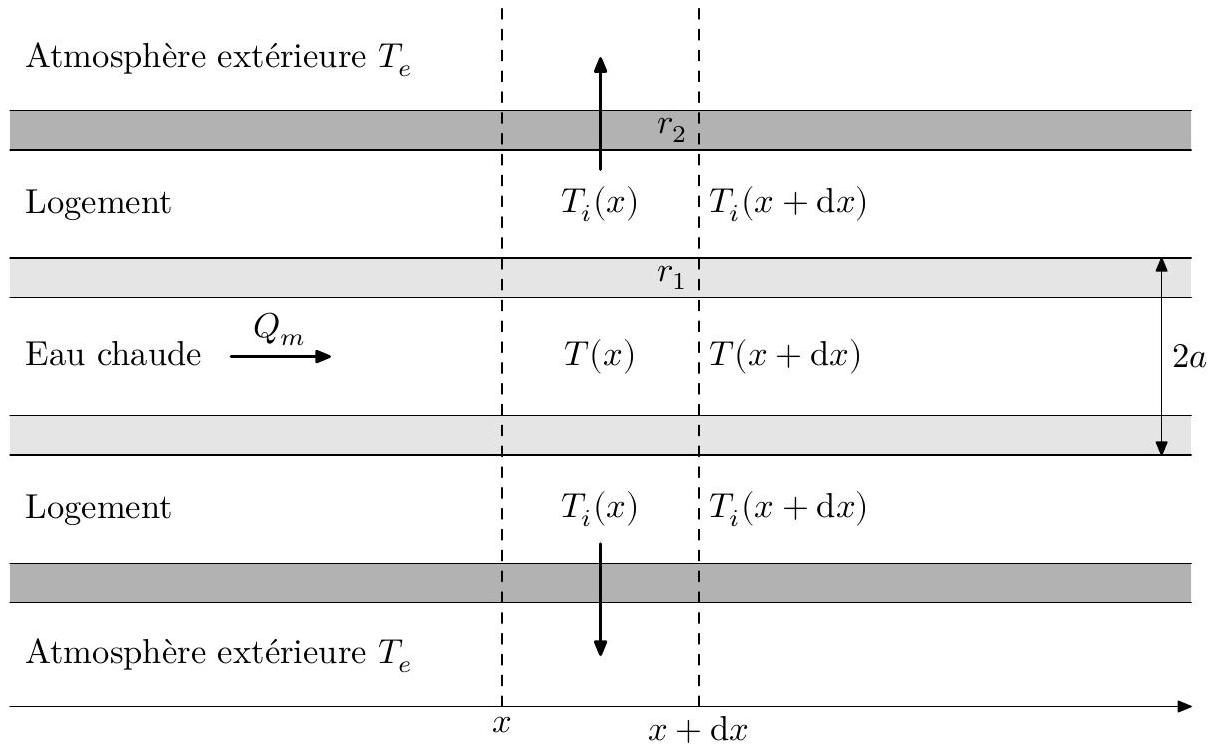 Atmosphère extérieure $T_e$
$r_2$
Logement $T_i(x)$ $T_i(x + \mathrm{d}x)$
$r_1$
$Q_m$
Eau chaude $T(x)$ $T(x + \mathrm{d}x)$ $2a$
Logement $T_i(x)$ $T_i(x + \mathrm{d}x)$
Atmosphère extérieure $T_e$
$x$ $x + \mathrm{d}x$